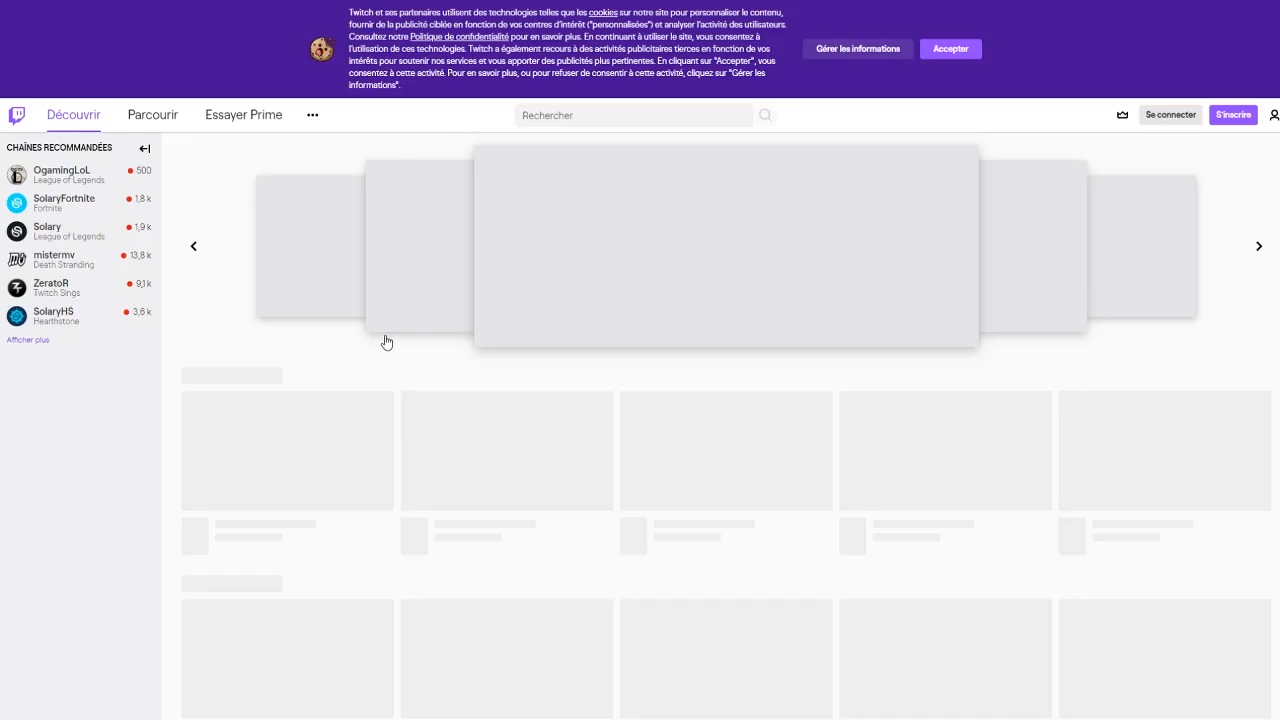 Twitch et ses partenaires utilisent des technologies telles que les cookies sur notre site pour personnaliser le contenu,
fournir de la publicité ciblée en fonction de vos centres d'intérêt ("personnalisées") et analyser l'activité des utilisateurs.
Consultez notre Politique de confidentialité pour en savoir plus. En continuant à utiliser le site, vous consentez à
l'utilisation de ces technologies. Twitch a également recours à des activités publicitaires tierces en fonction de vos
intérêts pour soutenir nos services et vous apporter des publicités plus pertinentes. En cliquant sur "Accepter", vous
consentez à cette activité. Pour en savoir plus, ou pour refuser de consentir à cette activité, cliquez sur "Gérer les
informations".
Gérer les informations
Accepter
Découvrir
Parcourir
Essayer Prime
Rechercher
Se connecter
S'inscrire
CHAÎNES RECOMMANDÉES
OgamingLoL 500
League of Legends
SolaryFortnite 1,8 k
Fortnite
Solary 1,9 k
League of Legends
mistermv 13,8 k
Death Stranding
ZeratoR 9,1 k
Twitch Sings
SolaryHS 3,6 k
Hearthstone
Afficher plus